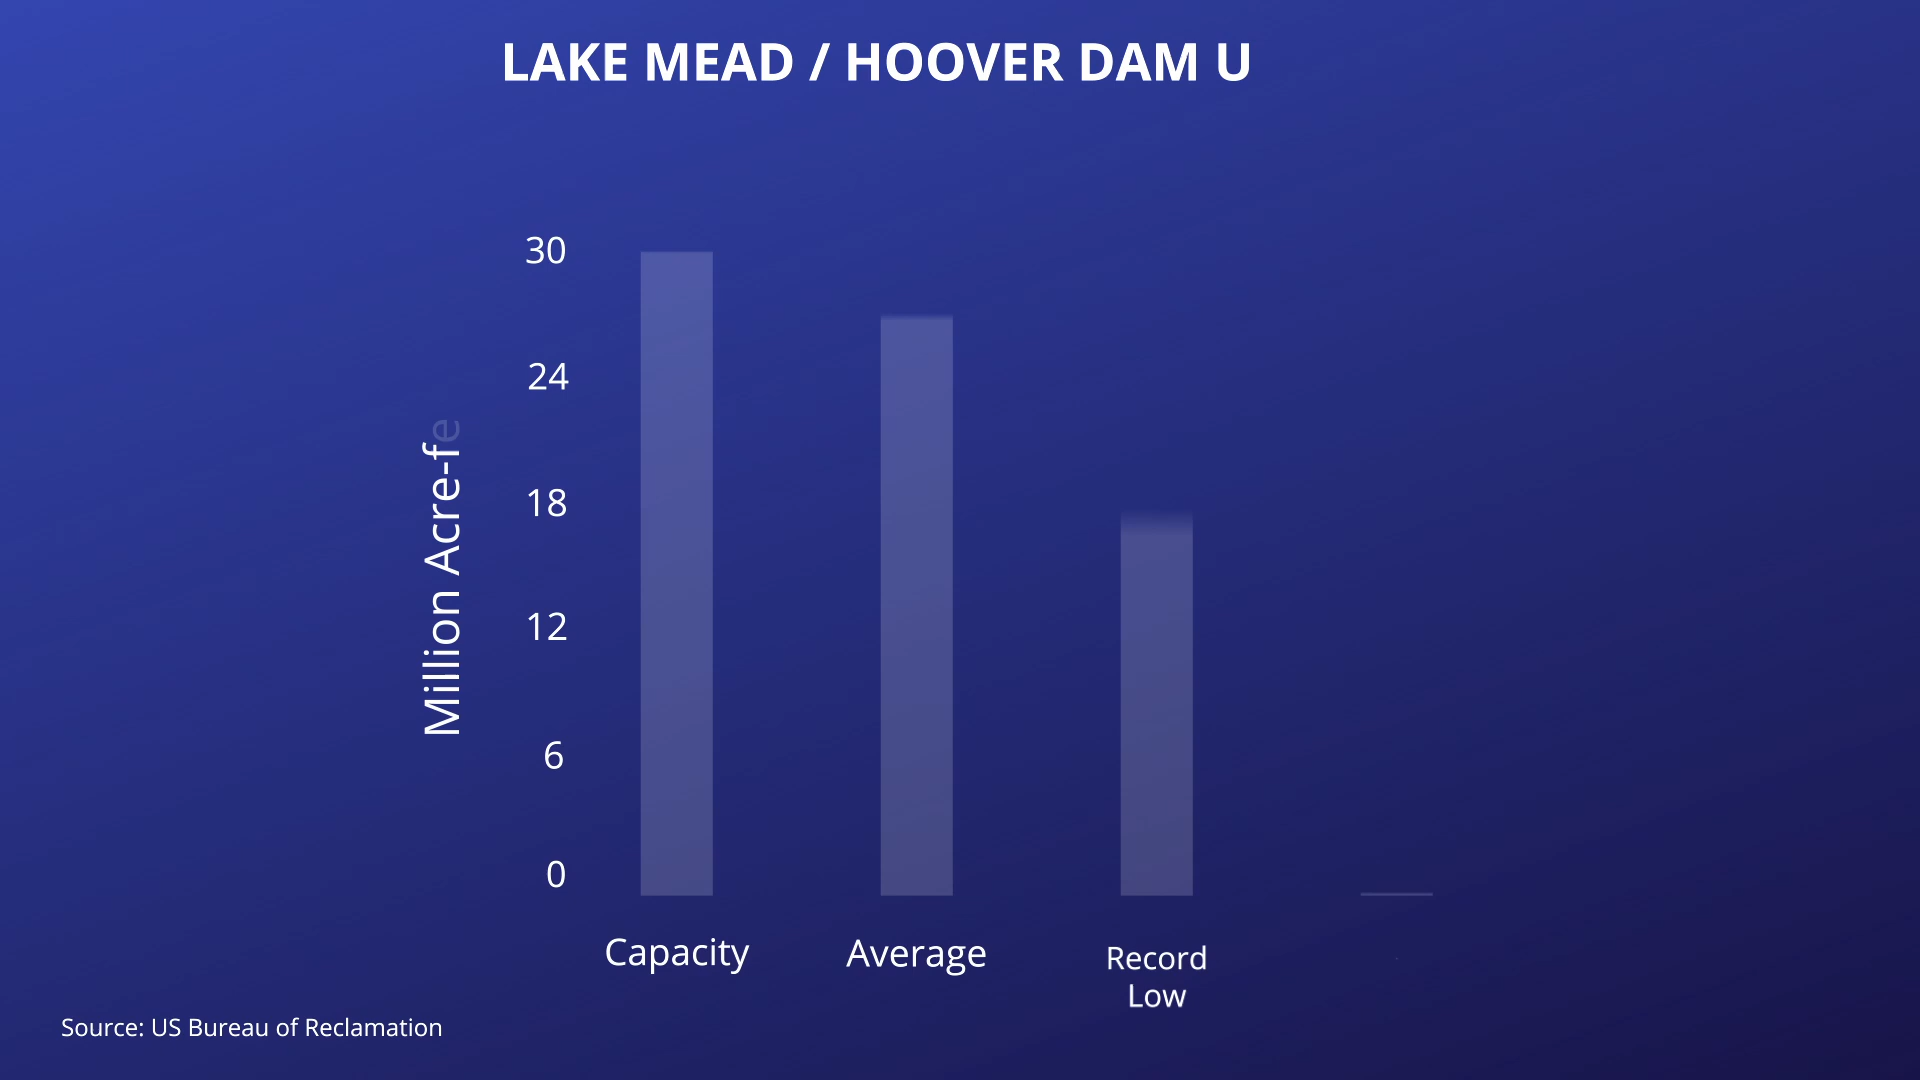 LAKE MEAD / HOOVER DAM U
30
24
18
12
6
0
Million Acre-fe
Capacity
Average
Record
Low
Source: US Bureau of Reclamation